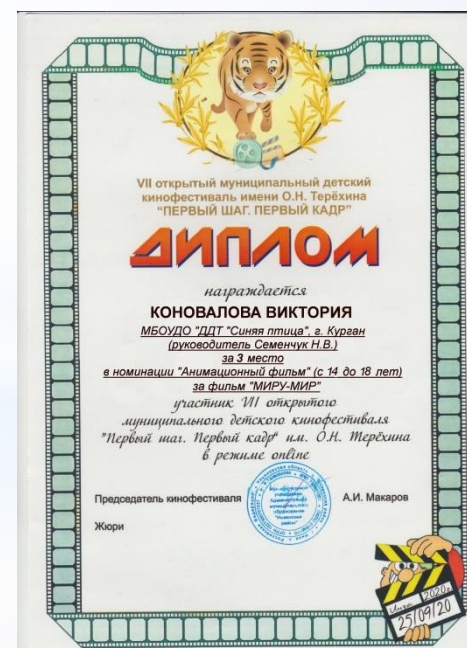 VII открытый муниципальный детский
кинофестиваль имени О.Н. Терёхина
"ПЕРВЫЙ ШАГ. ПЕРВЫЙ КАДР"
ДИПЛОМ
награждается
КОНОВАЛОВА ВИКТОРИЯ
МБОУДО "ДДТ "Синяя птица", г. Курган
(руководитель Семенчук Н.В.)
за 3 место
в номинации "Анимационный фильм" (с 14 до 18 лет)
за фильм "МИРУ-МИР"
участник VII открытого
муниципального детского кинофестиваля
"Первый шаг. Первый кадр" им. О.Н. Терёхина
в режиме online
Председатель кинофестиваля А.И. Макаров
Жюри
2020г
25/09/20